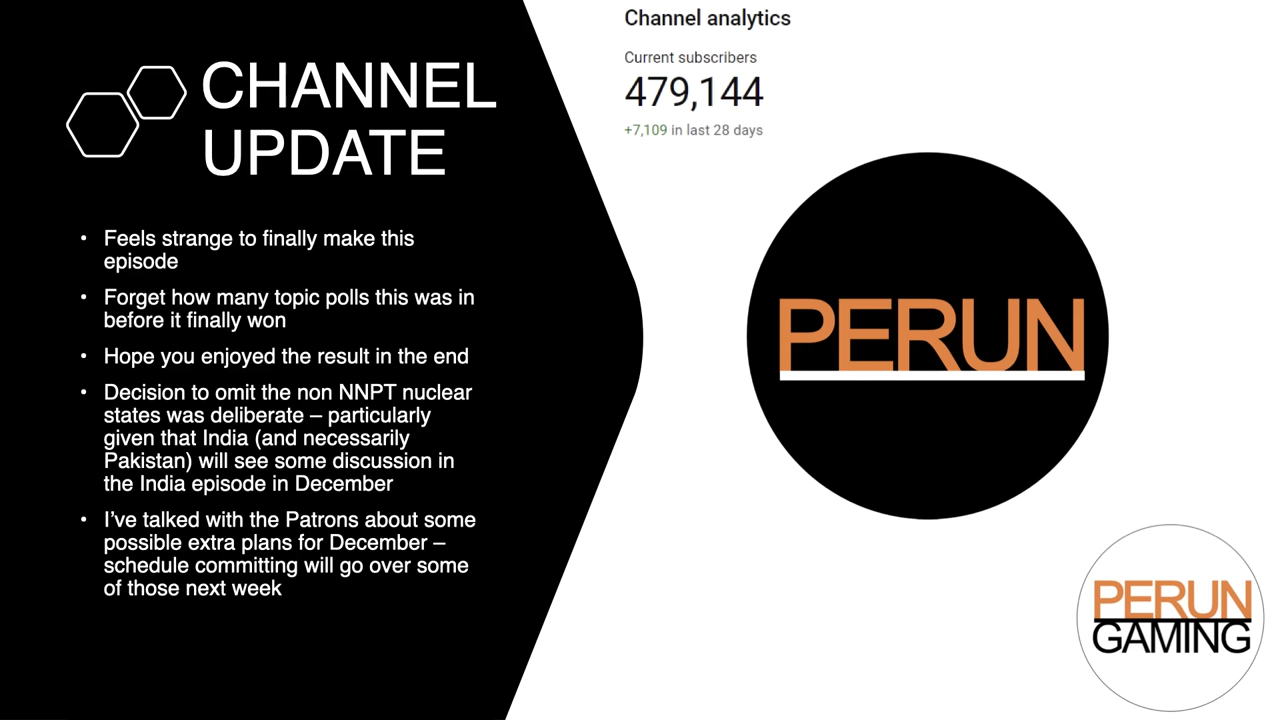 CHANNEL
UPDATE
• Feels strange to finally make this
episode
• Forget how many topic polls this was in
before it finally won
• Hope you enjoyed the result in the end
• Decision to omit the non NNPT nuclear
states was deliberate – particularly
given that India (and necessarily
Pakistan) will see some discussion in
the India episode in December
• I've talked with the Patrons about some
possible extra plans for December –
schedule committing will go over some
of those next week
Channel analytics
Current subscribers
479,144
+7,109 in last 28 days
PERUN
PERUN
GAMING